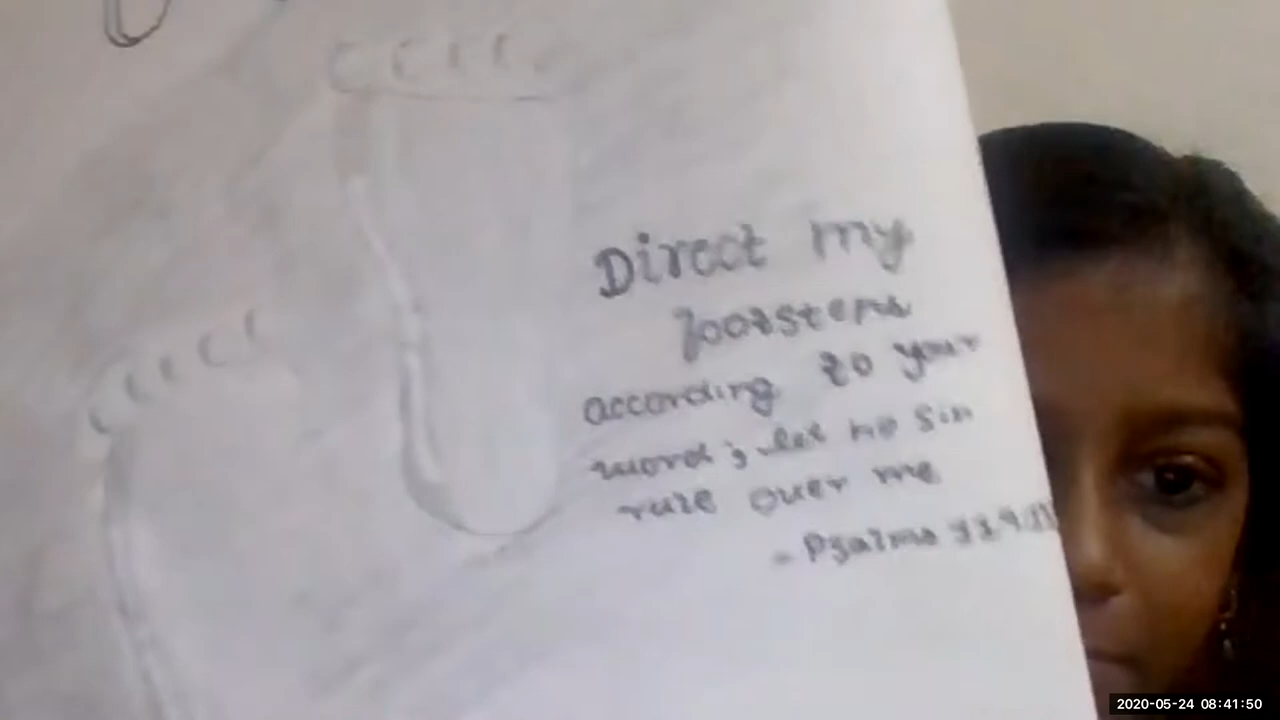 Direct my
footsteps
according to your
word; let no sin
rule over me
- Psalms
2020-05-24 08:41:50